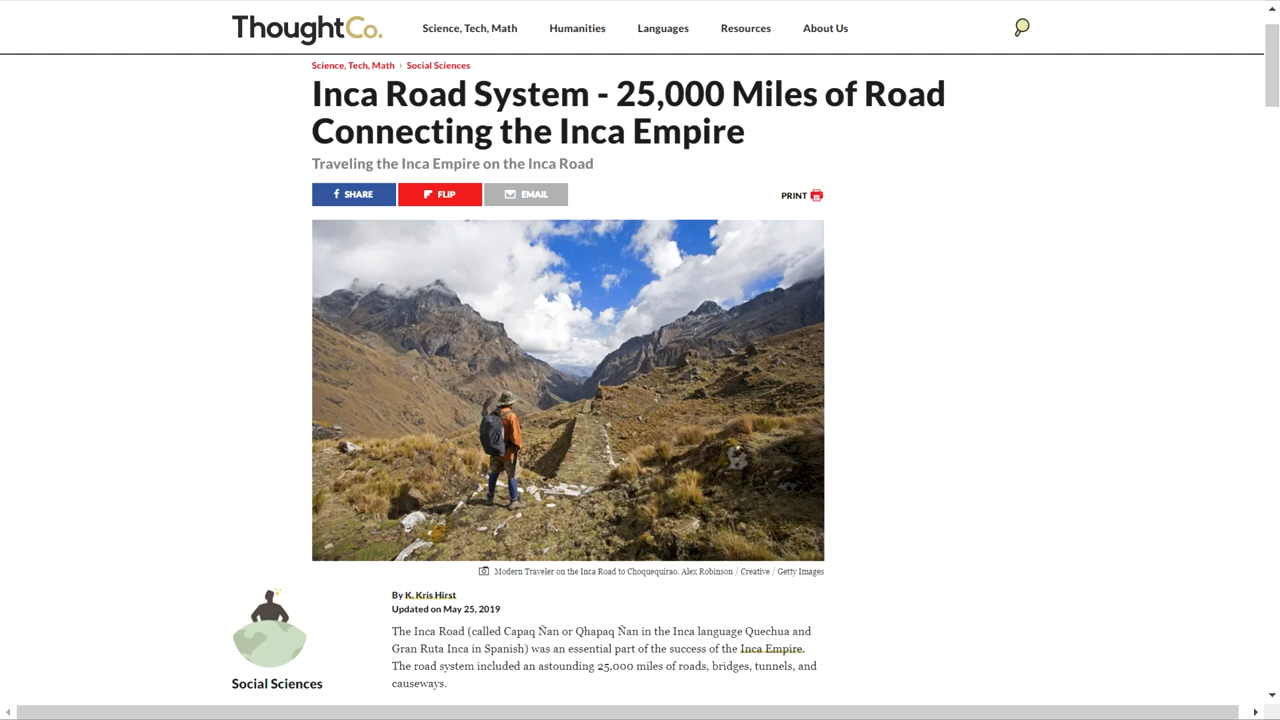 ThoughtCo.
Science, Tech, Math
Humanities
Languages
Resources
About Us
Science, Tech, Math › Social Sciences
Inca Road System - 25,000 Miles of Road
Connecting the Inca Empire
Traveling the Inca Empire on the Inca Road
SHARE
FLIP
EMAIL
PRINT
Modern Traveler on the Inca Road to Choquequirao. Alex Robinson / Creative / Getty Images
Social Sciences
By K. Kris Hirst
Updated on May 25, 2019
The Inca Road (called Capaq Ñan or Qhapaq Ñan in the Inca language Quechua and
Gran Ruta Inca in Spanish) was an essential part of the success of the Inca Empire.
The road system included an astounding 25,000 miles of roads, bridges, tunnels, and
causeways.